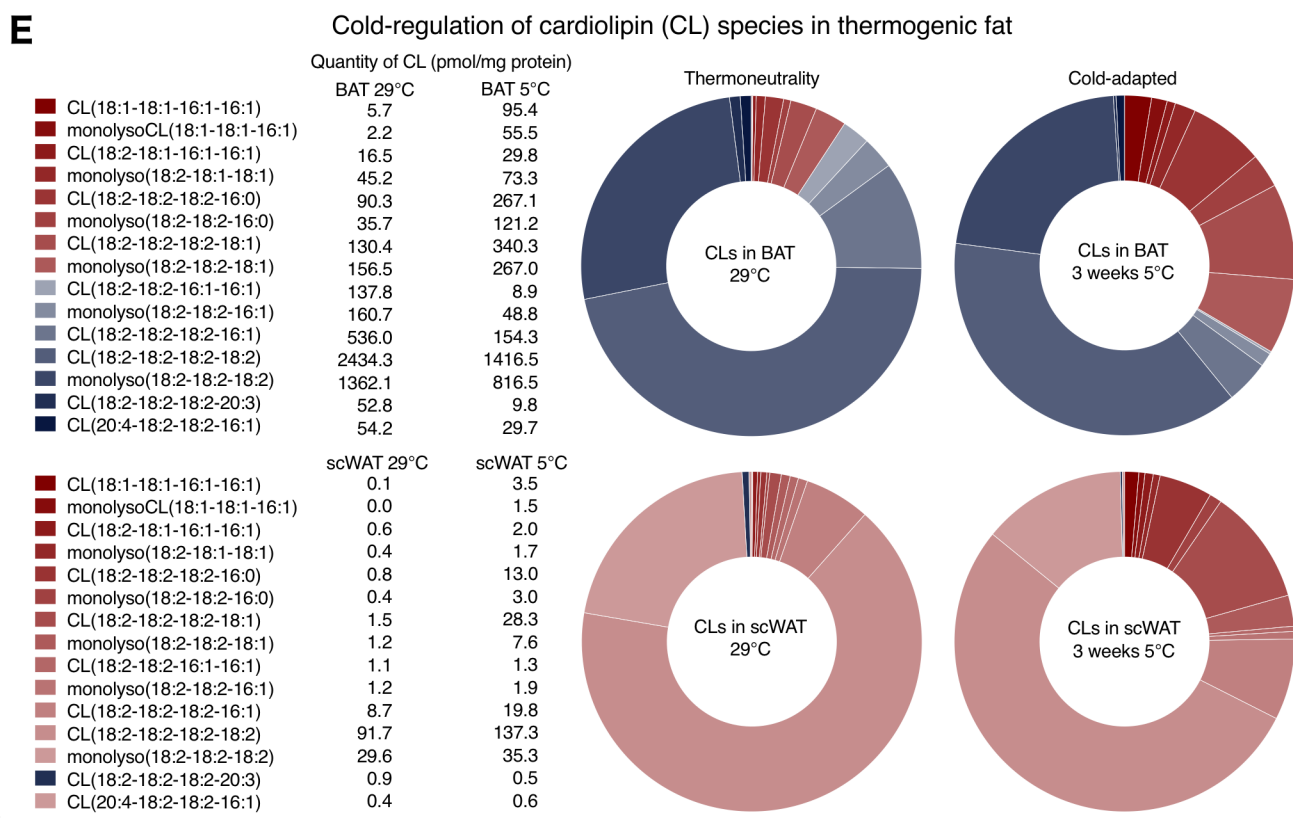 E
Cold-regulation of cardiolipin (CL) species in thermogenic fat
Quantity of CL (pmol/mg protein)
BAT 29°C BAT 5°C
CL(18:1-18:1-16:1-16:1) 5.7 95.4
monolysoCL(18:1-18:1-16:1) 2.2 55.5
CL(18:2-18:1-16:1-16:1) 16.5 29.8
monolyso(18:2-18:1-18:1) 45.2 73.3
CL(18:2-18:2-18:2-16:0) 90.3 267.1
monolyso(18:2-18:2-16:0) 35.7 121.2
CL(18:2-18:2-18:2-18:1) 130.4 340.3
monolyso(18:2-18:2-18:1) 156.5 267.0
CL(18:2-18:2-16:1-16:1) 137.8 8.9
monolyso(18:2-18:2-16:1) 160.7 48.8
CL(18:2-18:2-18:2-16:1) 536.0 154.3
CL(18:2-18:2-18:2-18:2) 2434.3 1416.5
monolyso(18:2-18:2-18:2) 1362.1 816.5
CL(18:2-18:2-18:2-20:3) 52.8 9.8
CL(20:4-18:2-18:2-16:1) 54.2 29.7
Thermoneutrality
CLs in BAT
29°C
Cold-adapted
CLs in BAT
3 weeks 5°C
scWAT 29°C scWAT 5°C
CL(18:1-18:1-16:1-16:1) 0.1 3.5
monolysoCL(18:1-18:1-16:1) 0.0 1.5
CL(18:2-18:1-16:1-16:1) 0.6 2.0
monolyso(18:2-18:1-18:1) 0.4 1.7
CL(18:2-18:2-18:2-16:0) 0.8 13.0
monolyso(18:2-18:2-16:0) 0.4 3.0
CL(18:2-18:2-18:2-18:1) 1.5 28.3
monolyso(18:2-18:2-18:1) 1.2 7.6
CL(18:2-18:2-16:1-16:1) 1.1 1.3
monolyso(18:2-18:2-16:1) 1.2 1.9
CL(18:2-18:2-18:2-16:1) 8.7 19.8
CL(18:2-18:2-18:2-18:2) 91.7 137.3
monolyso(18:2-18:2-18:2) 29.6 35.3
CL(18:2-18:2-18:2-20:3) 0.9 0.5
CL(20:4-18:2-18:2-16:1) 0.4 0.6
CLs in scWAT
29°C
CLs in scWAT
3 weeks 5°C